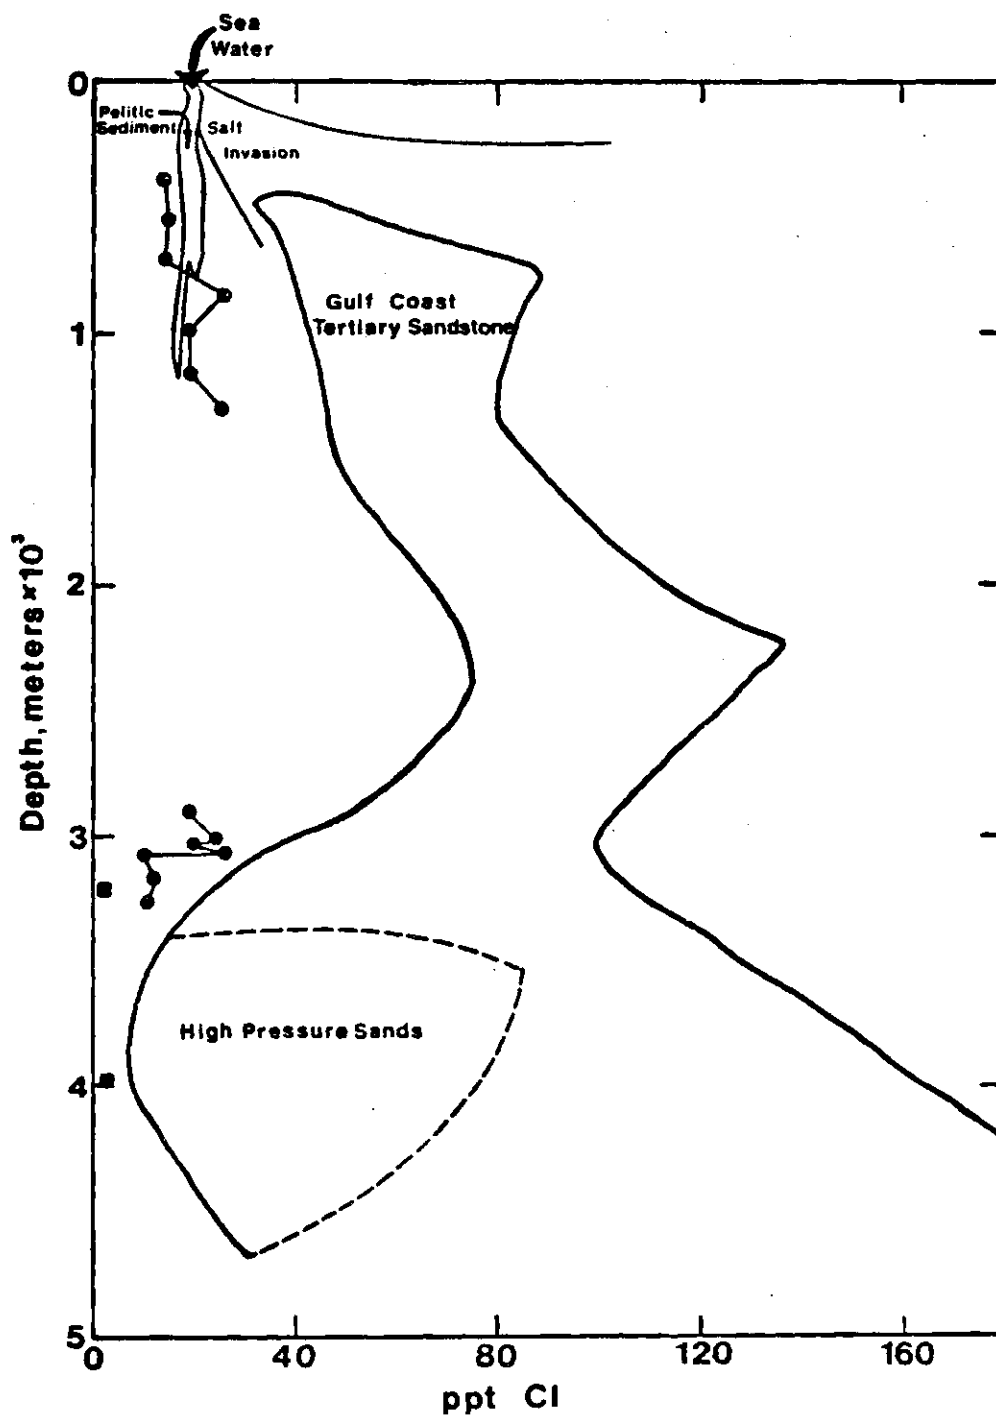 Sea
Water
0
Pelitic
Sediment
Salt
Invasion
Gulf Coast
Tertiary Sandstone
1
2
Depth, meters ×10³
3
High Pressure Sands
4
5
0 40 80 120 160
ppt Cl